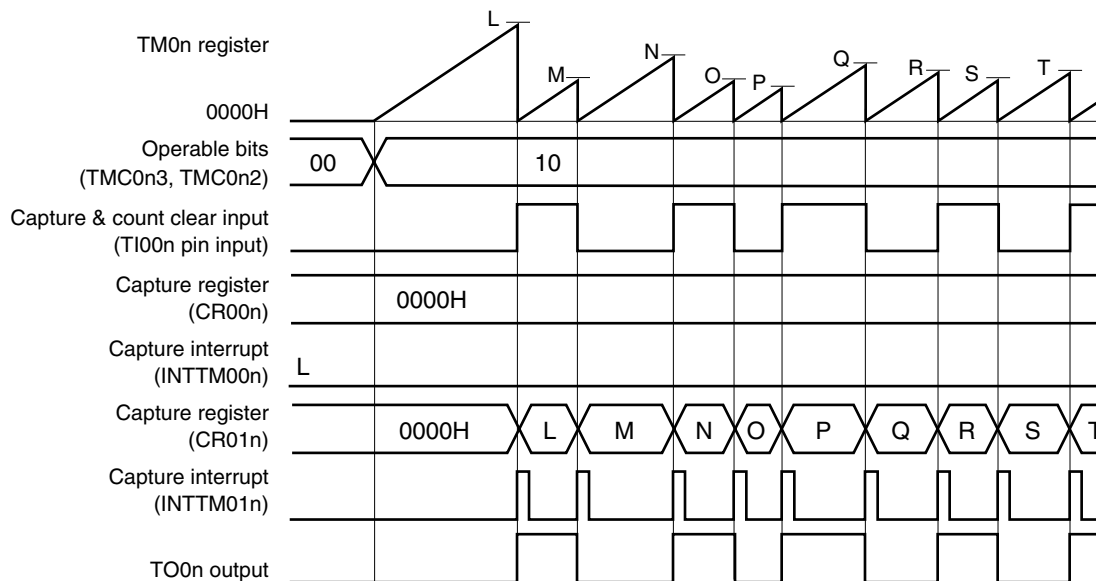 TM0n register
0000H
L
M
N
O
P
Q
R
S
T
Operable bits
(TMC0n3, TMC0n2)
00
10
Capture & count clear input
(TI00n pin input)
Capture register
(CR00n)
0000H
Capture interrupt
(INTTM00n)
L
Capture register
(CR01n)
0000H
L
M
N
O
P
Q
R
S
T
Capture interrupt
(INTTM01n)
TO0n output